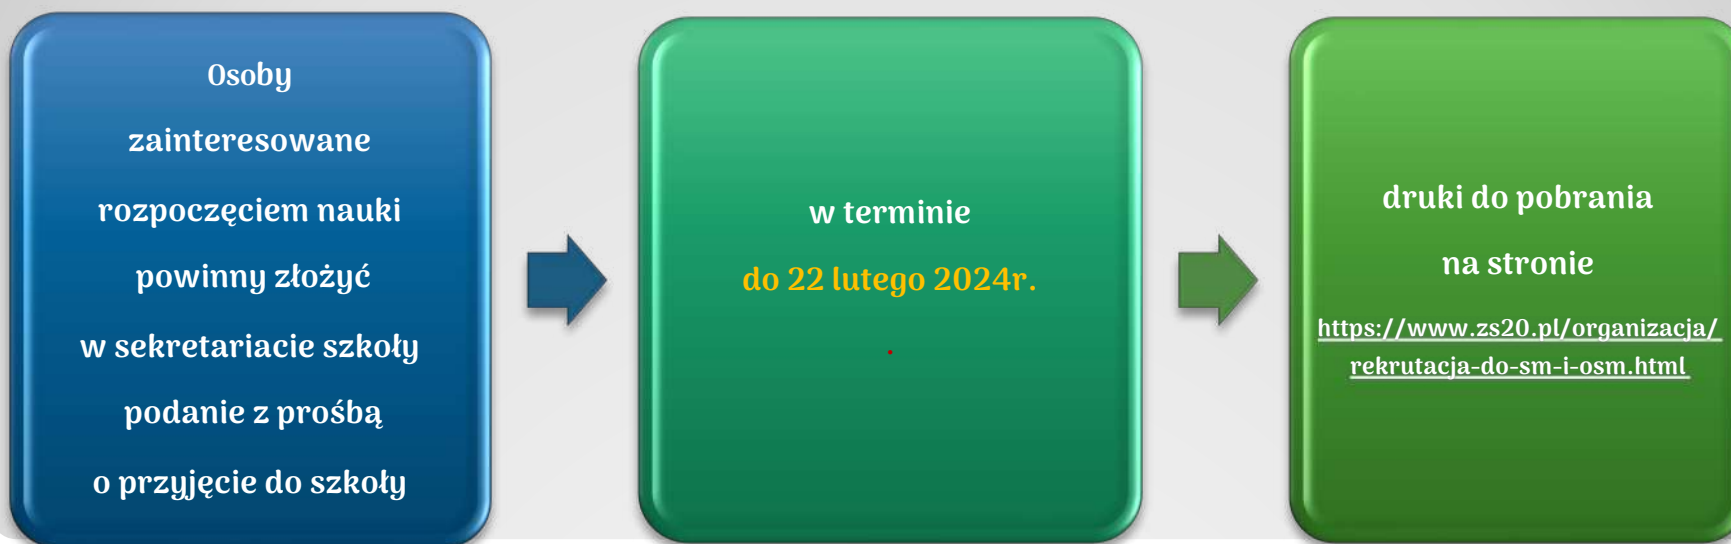 Osoby
zainteresowane
rozpoczęciem nauki
powinny złożyć
w sekretariacie szkoły
podanie z prośbą
o przyjęcie do szkoły
w terminie
do 22 lutego 2024r.
.
druki do pobrania
na stronie
https://www.zs20.pl/organizacja/
rekrutacja-do-sm-i-osm.html